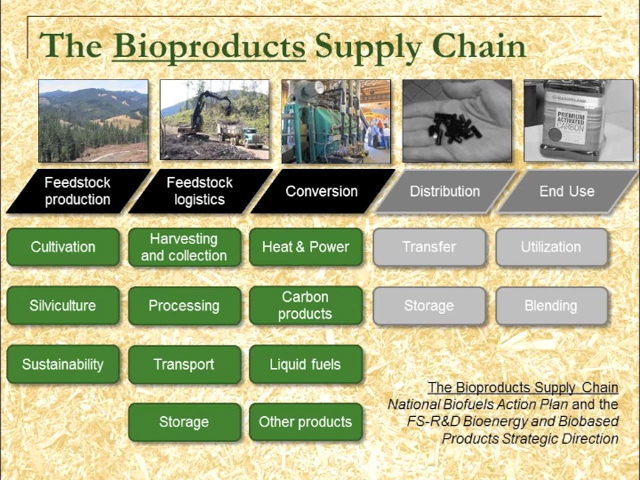 The Bioproducts Supply Chain
PREMIUM
ACTIVATED
CARBON
Feedstock
production
Feedstock
logistics
Conversion
Distribution
End Use
Cultivation
Harvesting
and collection
Heat & Power
Transfer
Utilization
Silviculture
Processing
Carbon
products
Storage
Blending
Sustainability
Transport
Liquid fuels
Storage
Other products
The Bioproducts Supply Chain
National Biofuels Action Plan and the
FS-R&D Bioenergy and Biobased
Products Strategic Direction